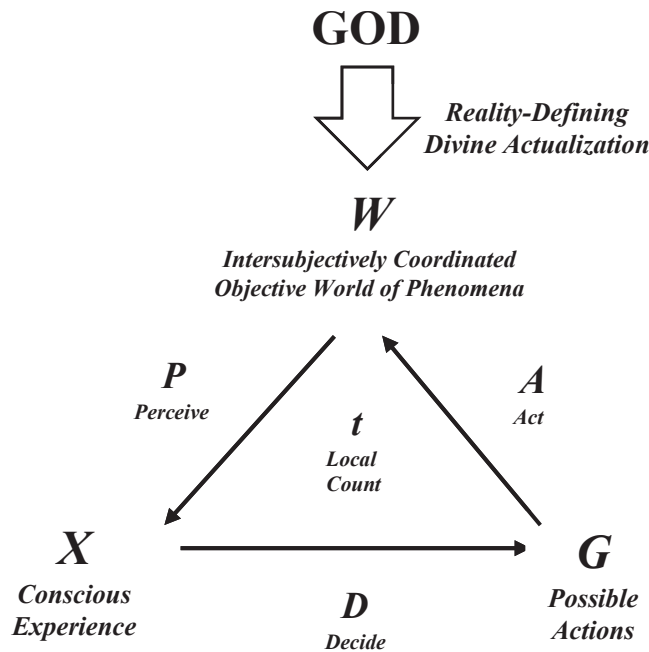 GOD
Reality-Defining
Divine Actualization
W
Intersubjectively Coordinated
Objective World of Phenomena
P
Perceive
A
Act
t
Local
Count
X
Conscious
Experience
D
Decide
G
Possible
Actions